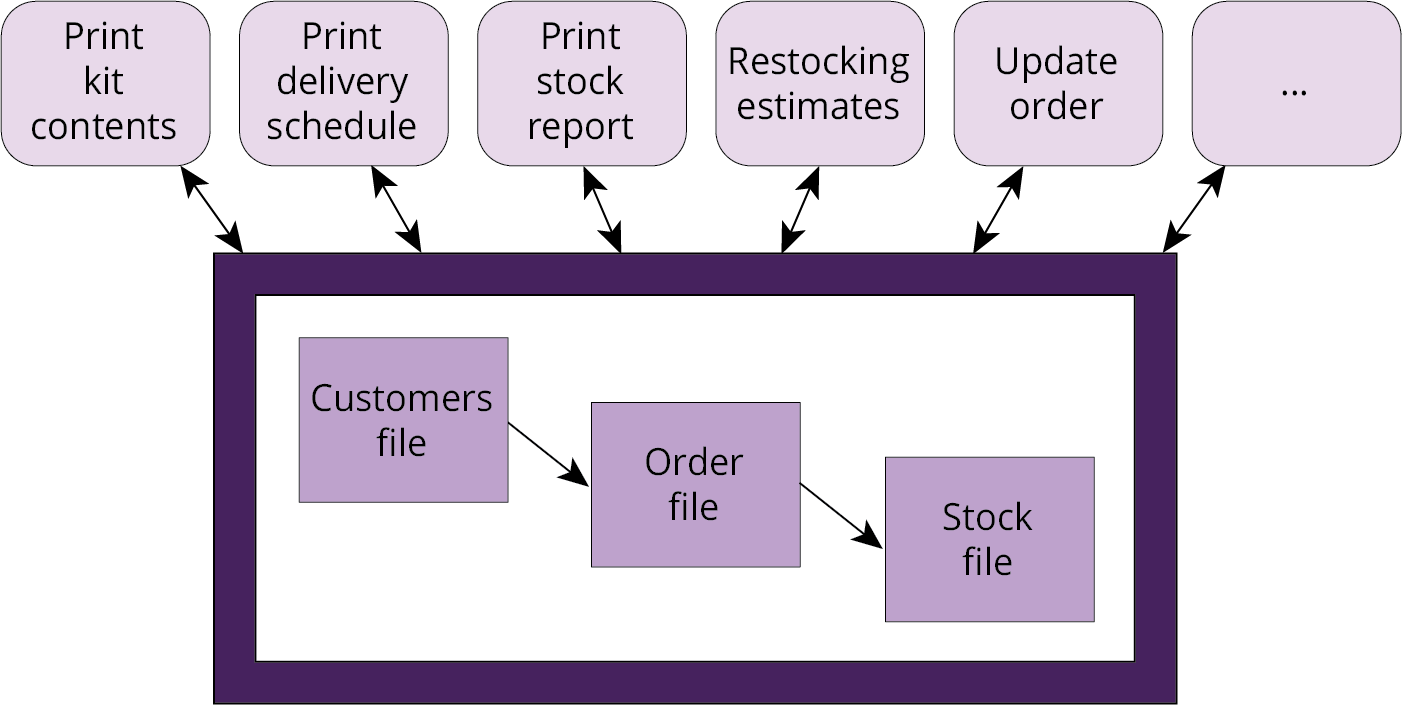 Print
kit
contents
Print
delivery
schedule
Print
stock
report
Restocking
estimates
Update
order
...
Customers
file
Order
file
Stock
file